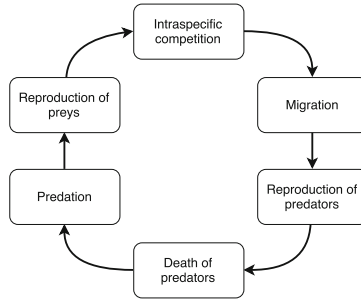 Intraspecific
competition
Migration
Reproduction of
predators
Death of
predators
Predation
Reproduction of
preys